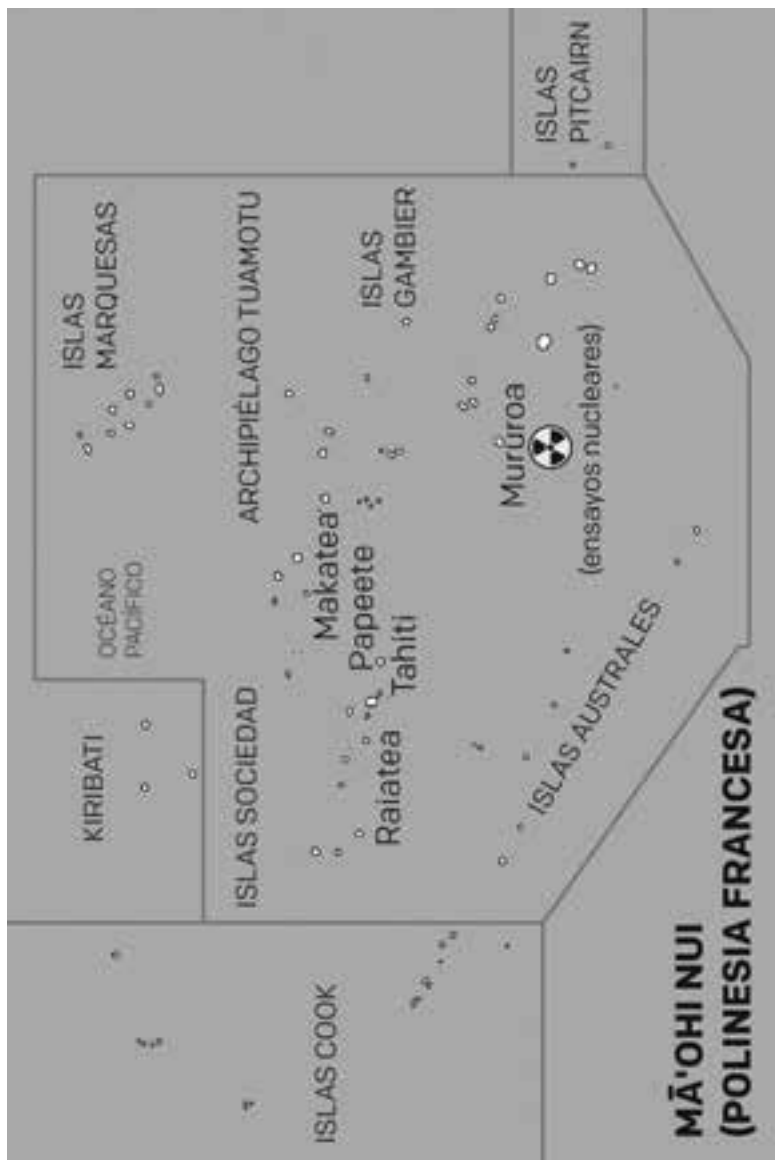 ISLAS
MARQUESAS
KIRIBATI
OCÉANO
PACÍFICO
ISLAS SOCIEDAD
ARCHIPIÉLAGO TUAMOTU
ISLAS COOK
Makatea
Papeete
ISLAS
GAMBIER
Raiatea
Tahiti
Murūroa
(ensayos nucleares)
ISLAS
PITCAIRN
ISLAS AUSTRALES
MĀ'OHI NUI
(POLINESIA FRANCESA)